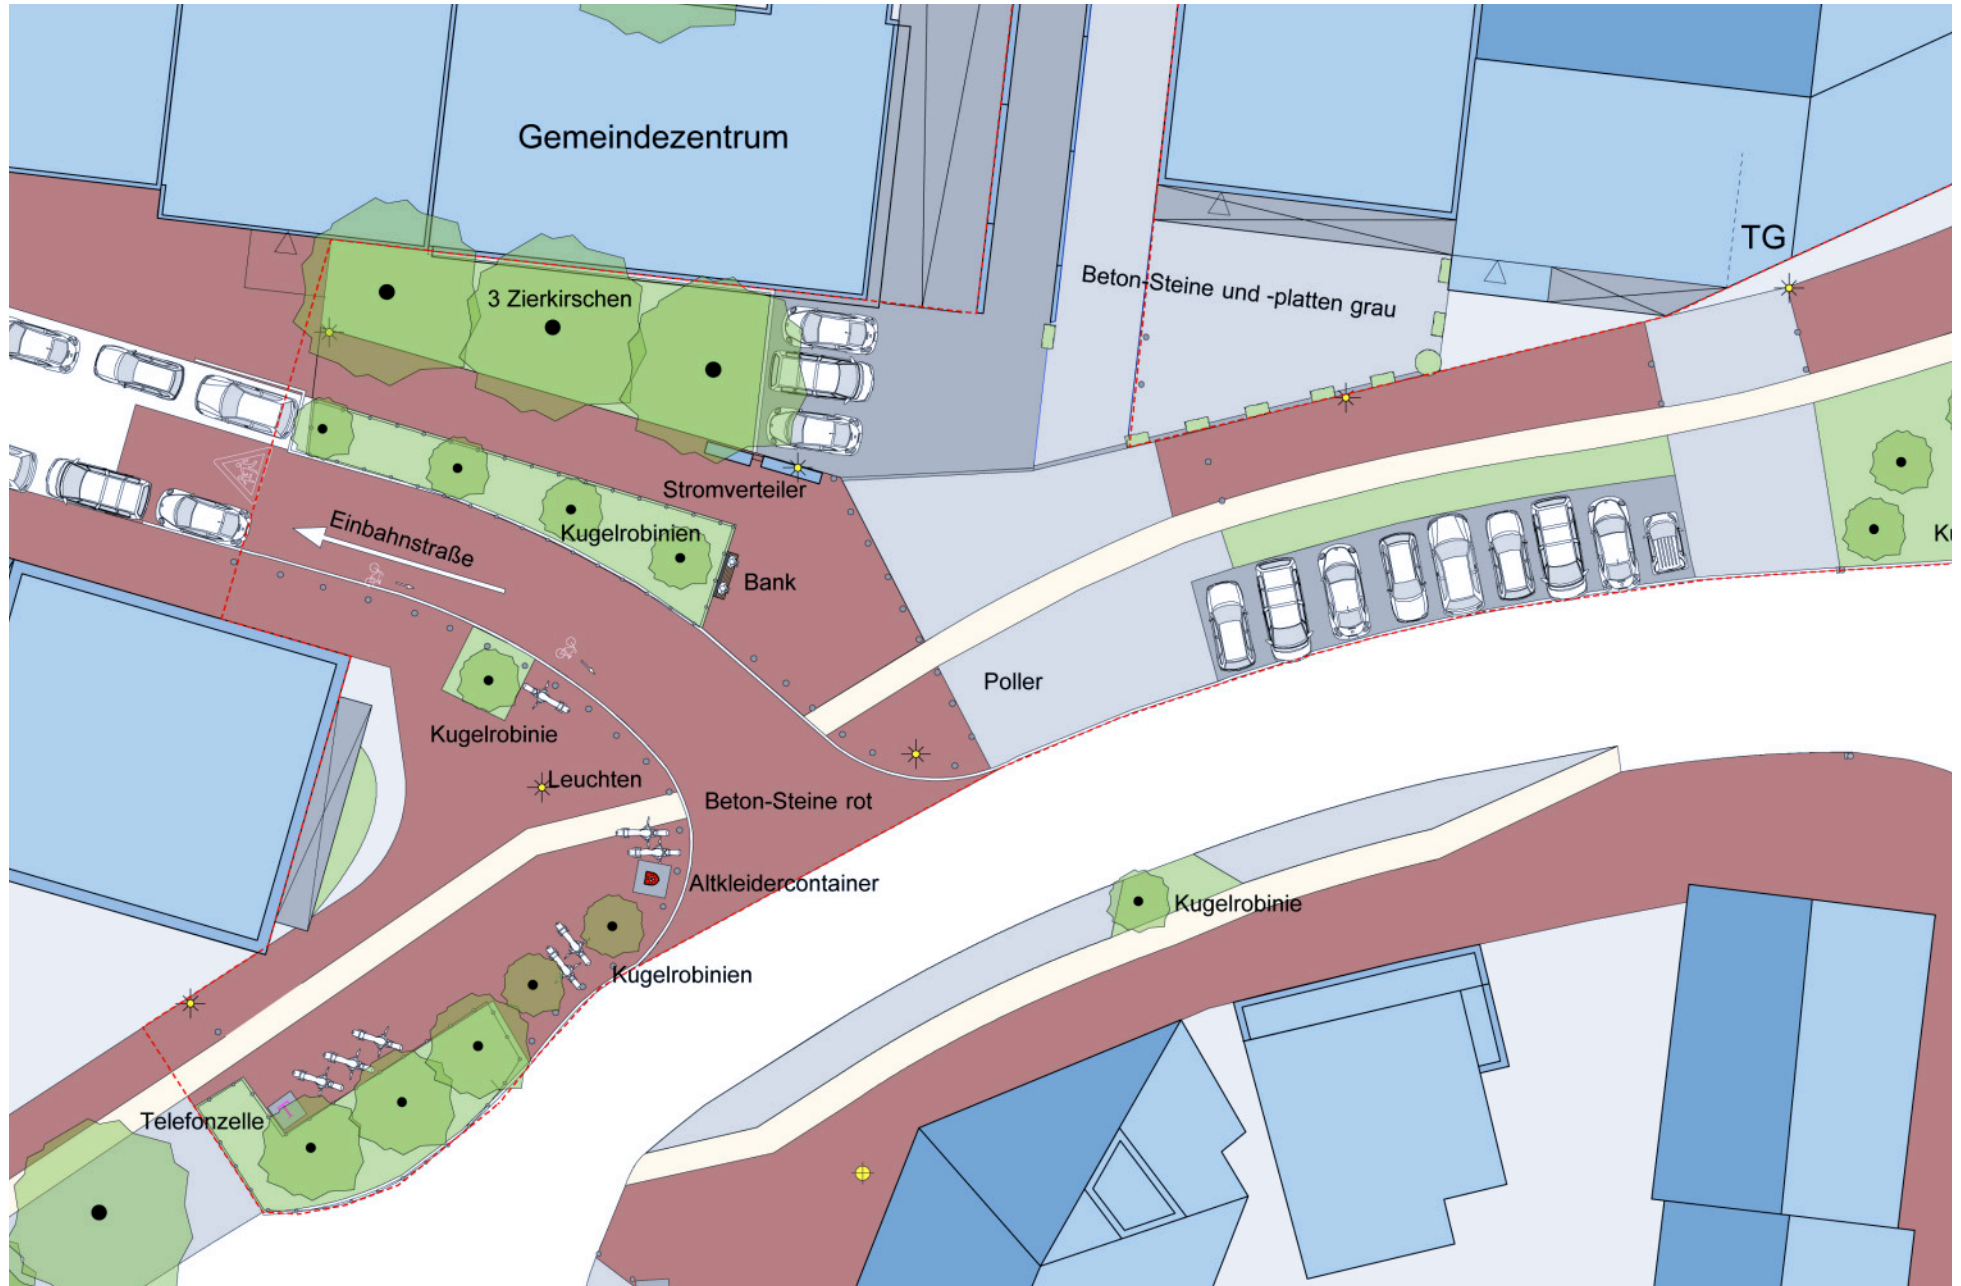 Gemeindezentrum
TG
Beton-Steine und -platten grau
3 Zierkirschen
Stromverteiler
Einbahnstraße
Kugelrobinien
Ku
Bank
Poller
Kugelrobinie
Leuchten
Beton-Steine rot
Altkleidercontainer
Kugelrobinie
Kugelrobinien
Telefonzelle